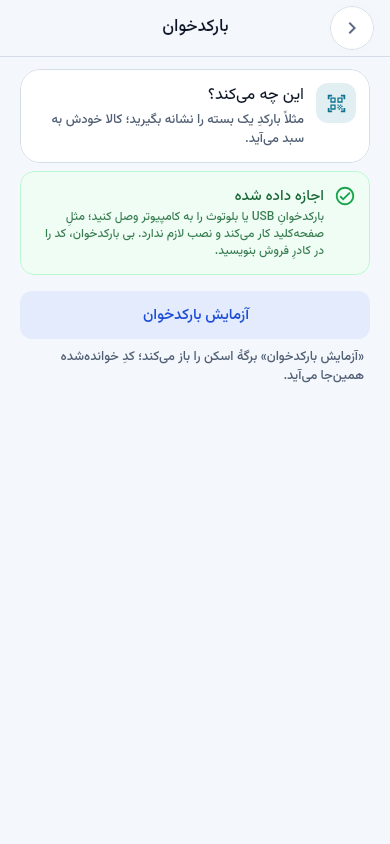 بارکدخوان
این چه می‌کند؟
مثلاً بارکدِ یک بسته را نشانه بگیرید؛ کالا خودش به
سبد می‌آید.
اجازه داده شده
بارکدخوانِ USB یا بلوتوث را به کامپیوتر وصل کنید؛ مثلِ
صفحه‌کلید کار می‌کند و نصب لازم ندارد. بی بارکدخوان، کد را
در کادرِ فروش بنویسید.
آزمایش بارکدخوان
«آزمایش بارکدخوان» برگهٔ اسکن را باز می‌کند؛ کدِ خوانده‌شده
همین‌جا می‌آید.